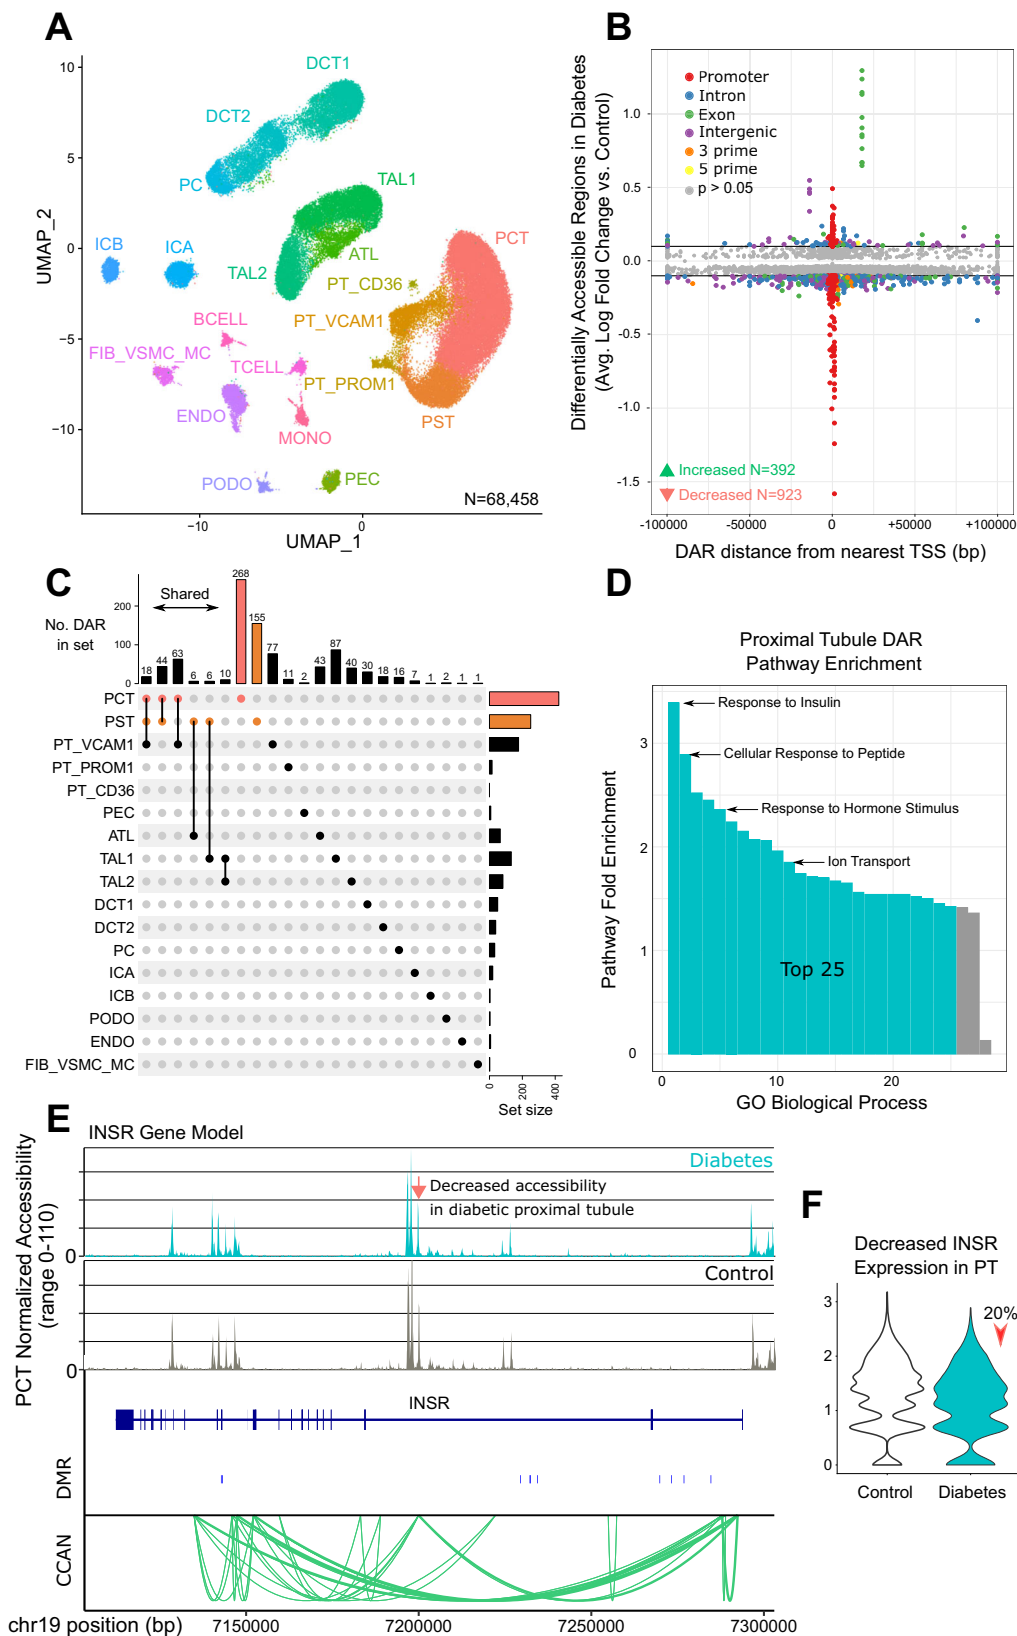 A
10
5
0
−5
−10
UMAP_2
DCT1
DCT2
PC
TAL1
ICB
ICA
ATL
PCT
TAL2
PT_CD36
BCELL
PT_VCAM1
FIB_VSMC_MC
TCELL
PT_PROM1
ENDO
PST
MONO
PODO
PEC
N=68,458
−10
0
UMAP_1
B
Differentially Accessible Regions in Diabetes
(Avg. Log Fold Change vs. Control)
1.0
0.5
0.0
-0.5
-1.0
-1.5
Promoter
Intron
Exon
Intergenic
3 prime
5 prime
p > 0.05
Increased N=392
Decreased N=923
-100000
-50000
0
+50000
+100000
DAR distance from nearest TSS (bp)
C
No. DAR
in set
200
100
0
Shared
18
44
63
6
6
10
268
155
77
11
2
43
87
40
30
18
16
7
1
2
1
1
PCT
PST
PT_VCAM1
PT_PROM1
PT_CD36
PEC
ATL
TAL1
TAL2
DCT1
DCT2
PC
ICA
ICB
PODO
ENDO
FIB_VSMC_MC
0
200
400
Set size
D
Proximal Tubule DAR
Pathway Enrichment
Pathway Fold Enrichment
3
2
1
0
Response to Insulin
Cellular Response to Peptide
Response to Hormone Stimulus
Ion Transport
Top 25
0
10
20
GO Biological Process
E
INSR Gene Model
PCT Normalized Accessibility
(range 0-110)
Diabetes
Decreased accessibility
in diabetic proximal tubule
0
Control
0
INSR
DMR
CCAN
chr19 position (bp)
7150000
7200000
7250000
7300000
F
Decreased INSR
Expression in PT
3
2
1
0
20%
Control
Diabetes